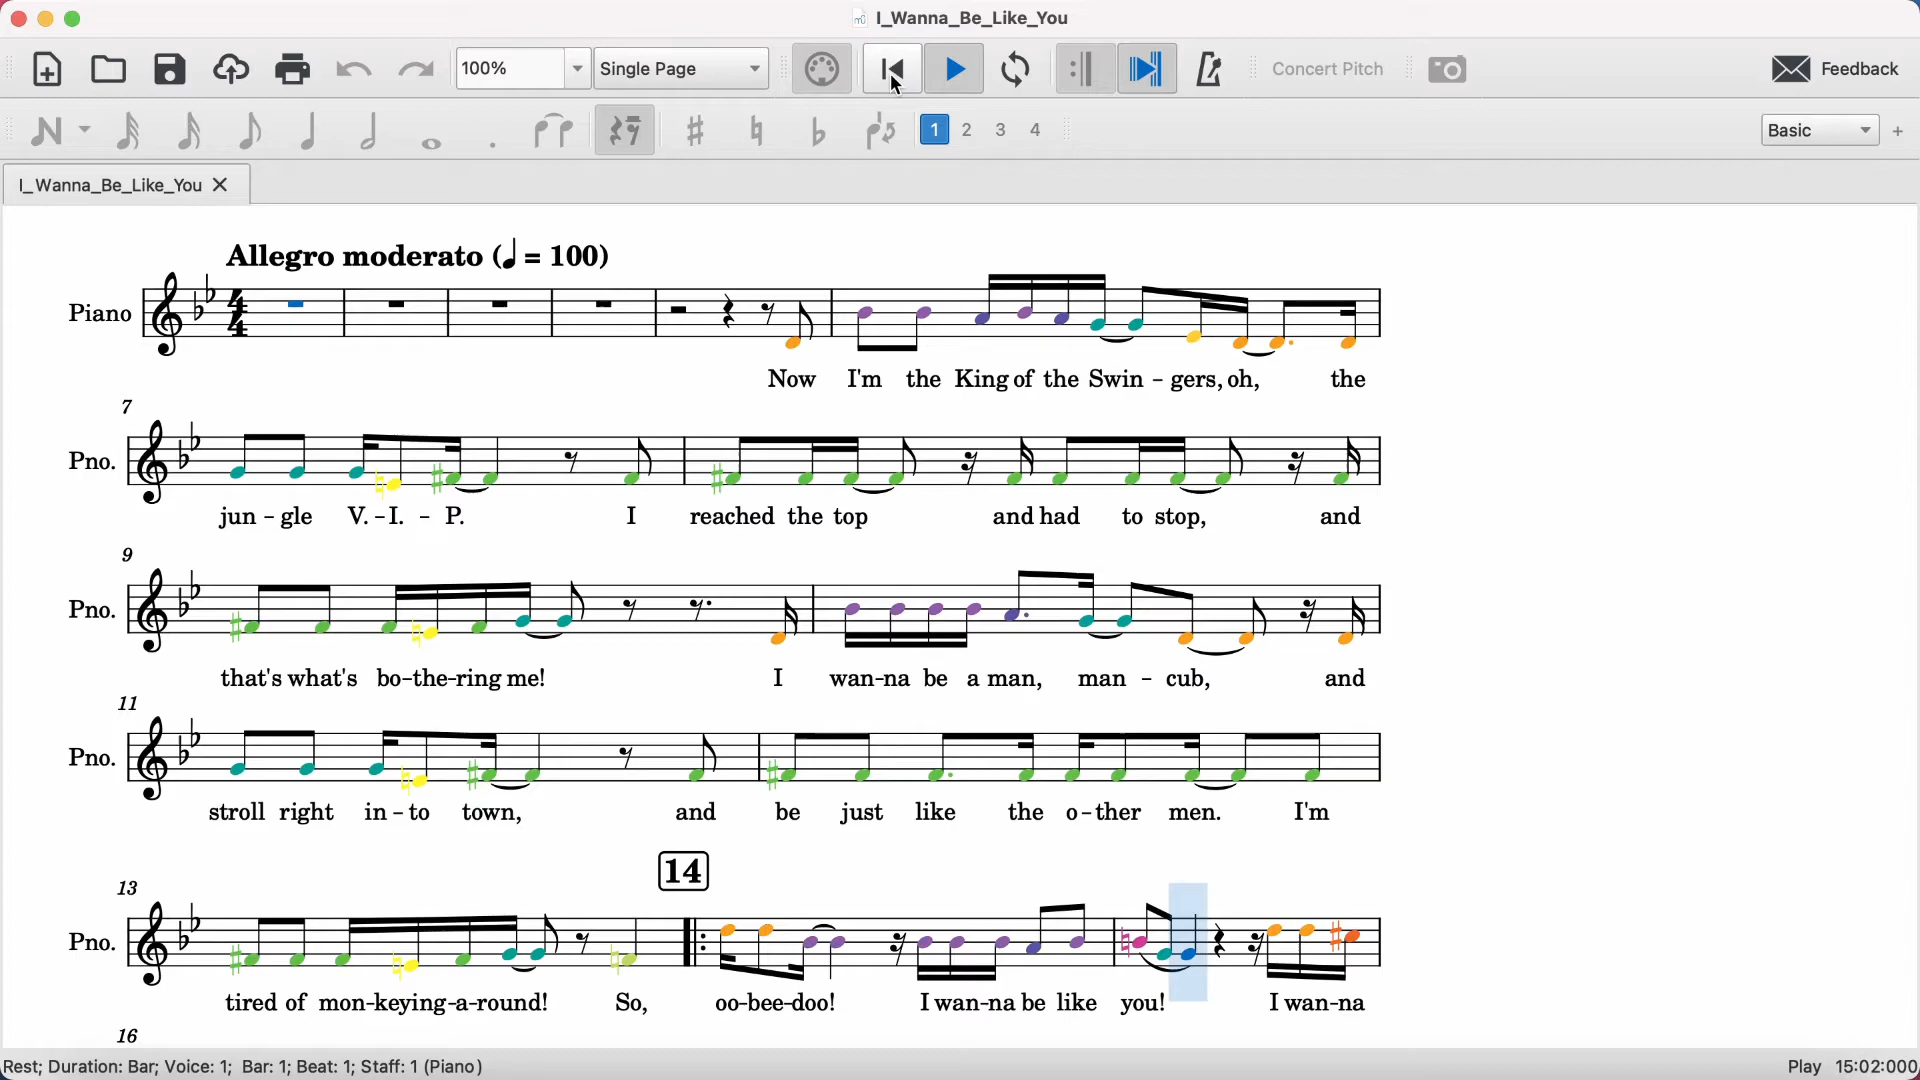 I_Wanna_Be_Like_You
100% Single Page Concert Pitch Feedback
1 2 3 4 Basic +
I_Wanna_Be_Like_You
Allegro moderato (♩ = 100)
Piano
4
4
Now I'm the King of the Swin - gers, oh, the
7
Pno.
jun - gle V. - I. - P. I reached the top and had to stop, and
9
Pno.
that's what's bo-the-ring me! I wan-na be a man, man - cub, and
11
Pno.
stroll right in - to town, and be just like the o - ther men. I'm
13 14
Pno.
tired of mon-keying-a-round! So, oo-bee-doo! I wan-na be like you! I wan-na
16
Rest; Duration: Bar; Voice: 1; Bar: 1; Beat: 1; Staff: 1 (Piano) Play 15:02:000